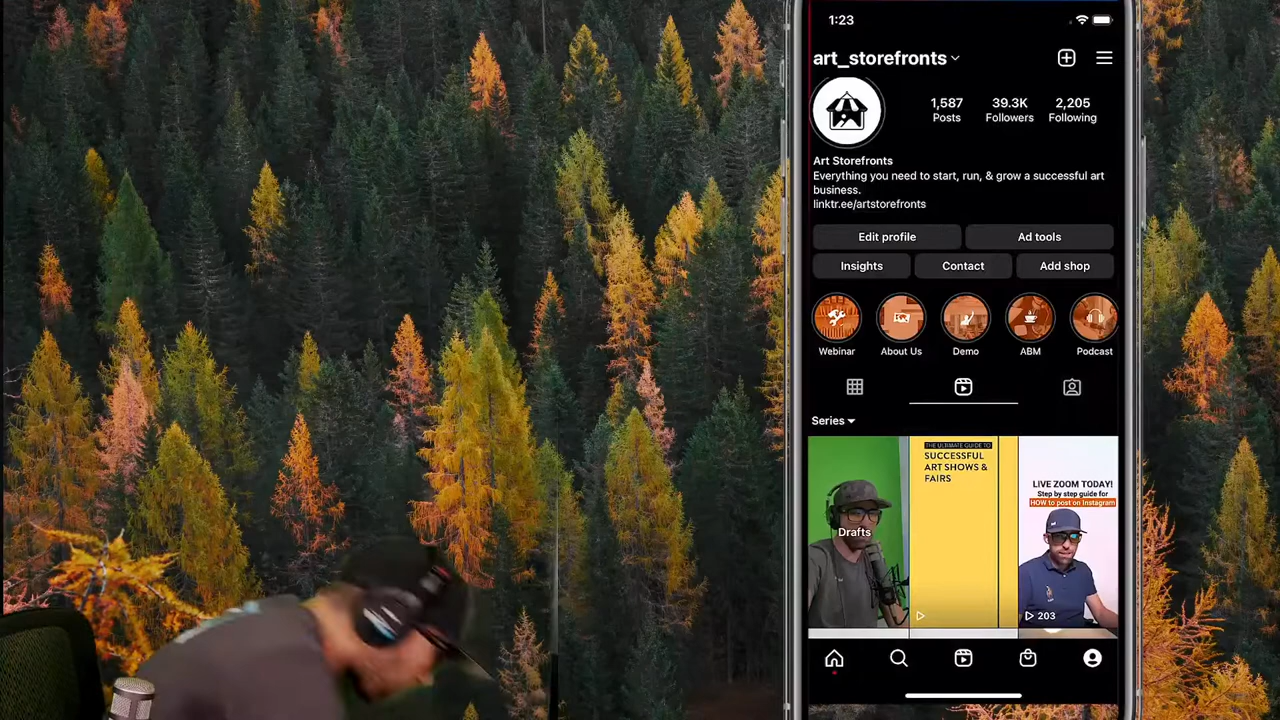 1:23
art_storefronts
1,587 39.3K 2,205
Posts Followers Following
Art Storefronts
Everything you need to start, run, & grow a successful art
business.
linktr.ee/artstorefronts
Edit profile Ad tools
Insights Contact Add shop
Webinar About Us Demo ABM Podcast
Series
THE ULTIMATE GUIDE TO
SUCCESSFUL
ART SHOWS &
FAIRS
LIVE ZOOM TODAY!
Step by step guide for
HOW to post on Instagram
Drafts
203